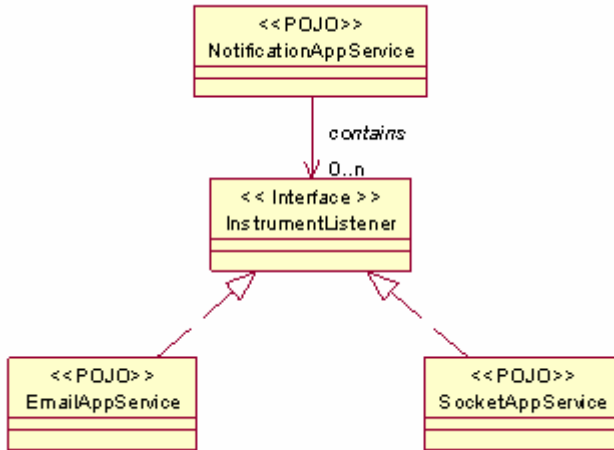 <<POJO>>
NotificationAppService
contains
0..n
<< Interface >>
InstrumentListener
<<POJO>>
EmailAppService
<<POJO>>
SocketAppService